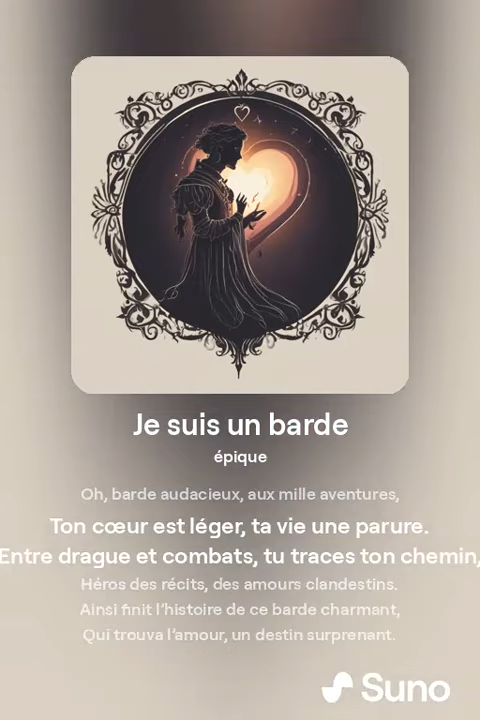 Je suis un barde
épique
Oh, barde audacieux, aux mille aventures,
Ton cœur est léger, ta vie une parure.
Entre drague et combats, tu traces ton chemin,
Héros des récits, des amours clandestins.
Ainsi finit l'histoire de ce barde charmant,
Qui trouva l'amour, un destin surprenant.
Suno